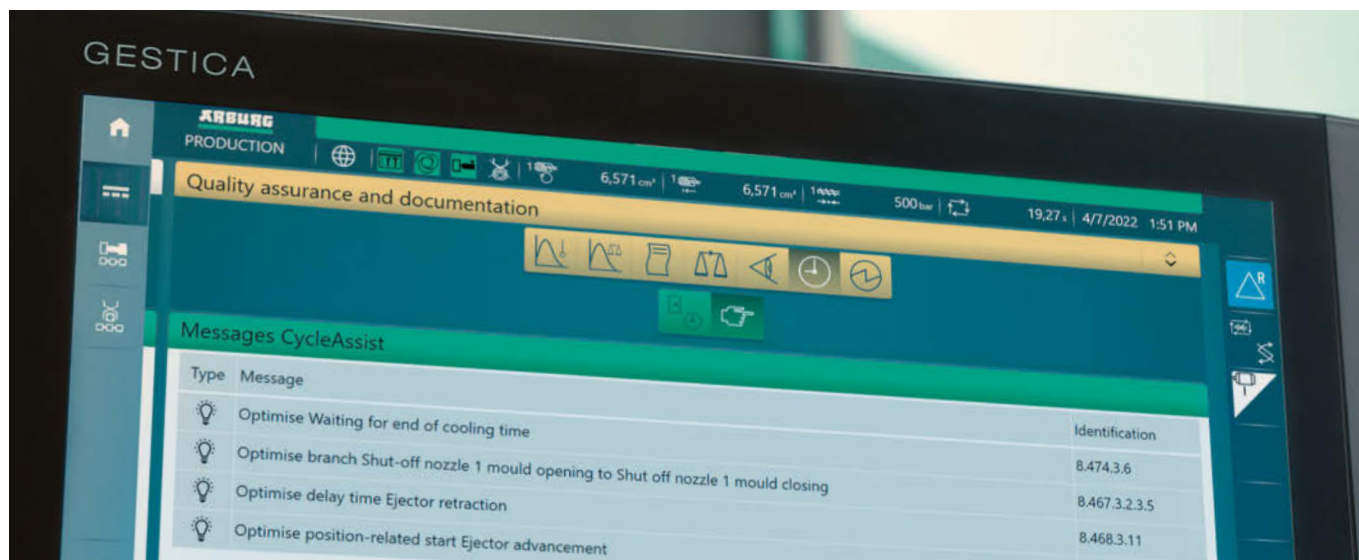 GESTICA
ARBURG
PRODUCTION
1 6,571 cm³ 1 6,571 cm³ 1 500 bar 19,27 s 4/7/2022 1:51 PM
Quality assurance and documentation
R
Messages CycleAssist
Type Message Identification
Optimise Waiting for end of cooling time 8.474.3.6
Optimise branch Shut-off nozzle 1 mould opening to Shut off nozzle 1 mould closing 8.467.3.2.3.5
Optimise delay time Ejector retraction 8.468.3.11
Optimise position-related start Ejector advancement